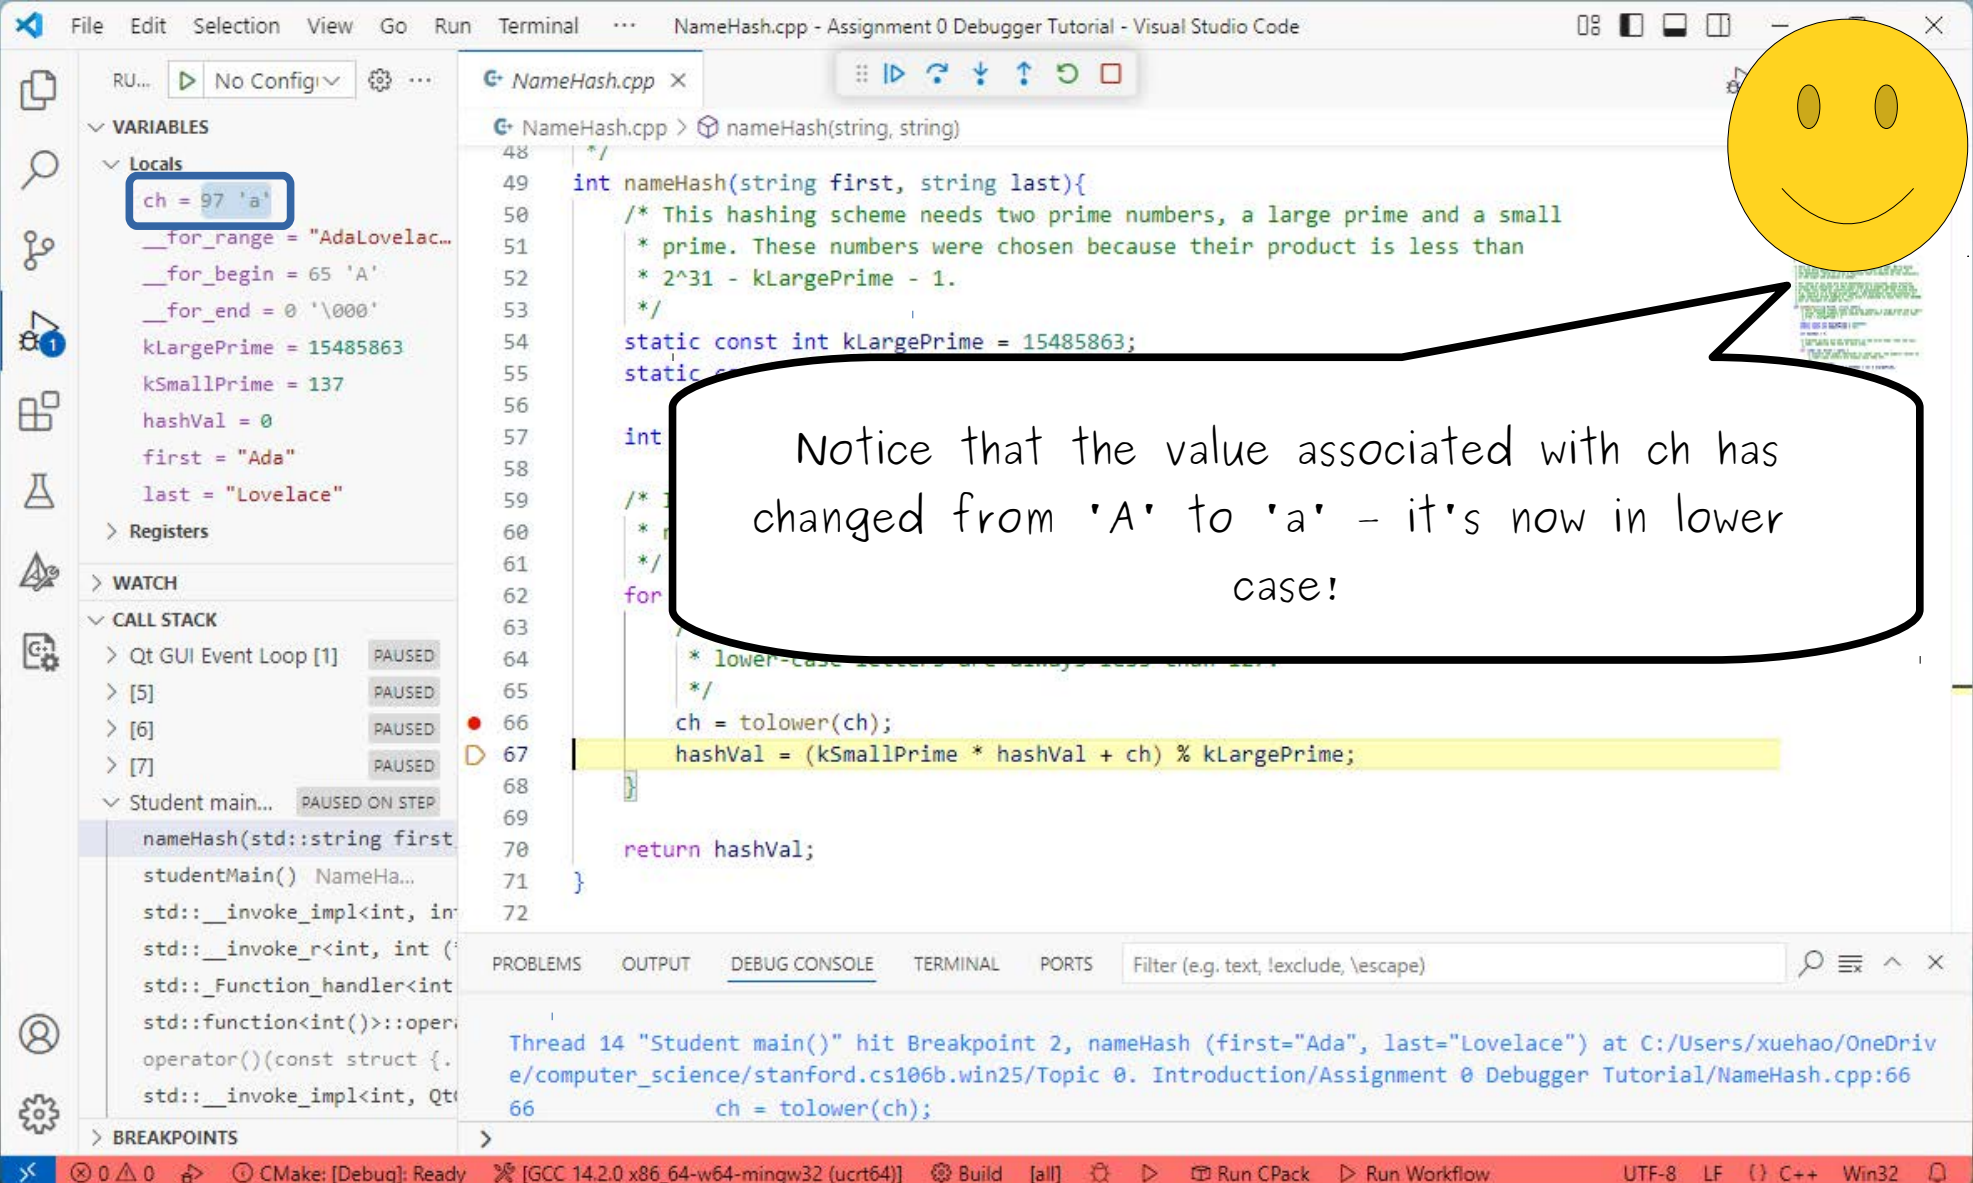 File Edit Selection View Go Run Terminal ··· NameHash.cpp - Assignment 0 Debugger Tutorial - Visual Studio Code
RU... No Config ···
VARIABLES
Locals
ch = 97 'a'
__for_range = "AdaLovelac…
__for_begin = 65 'A'
__for_end = 0 '\000'
kLargePrime = 15485863
kSmallPrime = 137
hashVal = 0
first = "Ada"
last = "Lovelace"
Registers
WATCH
CALL STACK
Qt GUI Event Loop [1] PAUSED
[5] PAUSED
[6] PAUSED
[7] PAUSED
Student main... PAUSED ON STEP
nameHash(std::string first
studentMain() NameHa...
std::__invoke_impl<int, in
std::__invoke_r<int, int (
std::_Function_handler<int
std::function<int()>::oper
operator()(const struct {.
std::__invoke_impl<int, Qt
BREAKPOINTS
1
NameHash.cpp
NameHash.cpp > nameHash(string, string)
48 */
49 int nameHash(string first, string last){
50 /* This hashing scheme needs two prime numbers, a large prime and a small
51 * prime. These numbers were chosen because their product is less than
52 * 2^31 - kLargePrime - 1.
53 */
54 static const int kLargePrime = 15485863;
55 static
56
57 int
58
59 /*
60 *
61 */
62 for
63
64 * lower-case letters are always less than 127.
65 */
66 ch = tolower(ch);
67 hashVal = (kSmallPrime * hashVal + ch) % kLargePrime;
68 }
69
70 return hashVal;
71 }
72
Notice that the value associated with ch has
changed from 'A' to 'a' - it's now in lower
case!
PROBLEMS OUTPUT DEBUG CONSOLE TERMINAL PORTS Filter (e.g. text, !exclude, \escape)
Thread 14 "Student main()" hit Breakpoint 2, nameHash (first="Ada", last="Lovelace") at C:/Users/xuehao/OneDriv
e/computer_science/stanford.cs106b.win25/Topic 0. Introduction/Assignment 0 Debugger Tutorial/NameHash.cpp:66
66 ch = tolower(ch);
>
0 0 CMake: [Debug]: Ready [GCC 14.2.0 x86_64-w64-mingw32 (ucrt64)] Build [all] Run CPack Run Workflow UTF-8 LF {} C++ Win32